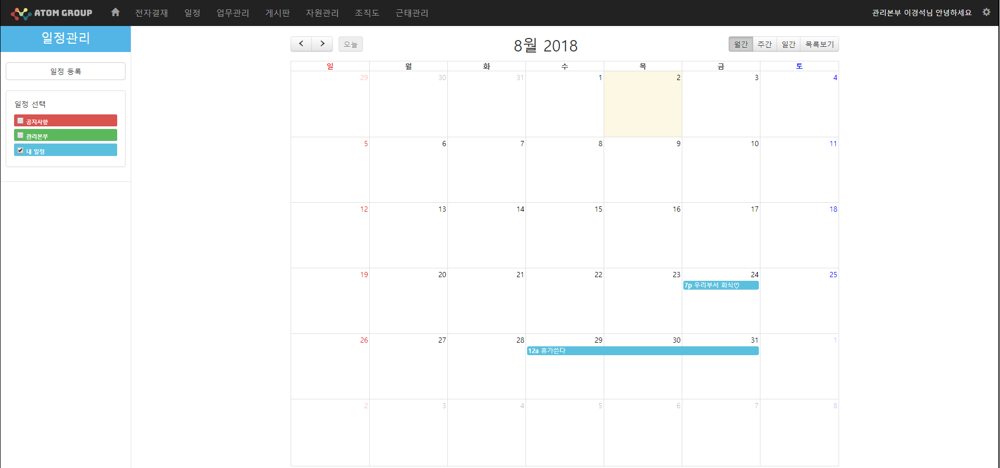 ATOM GROUP 전자결재 일정 업무관리 게시판 자원관리 조직도 근태관리 관리본부 이경석님 안녕하세요
일정관리
일정 등록
일정 선택
공지사항
관리본부
내 일정
오늘 8월 2018 월간 주간 일간 목록보기
일 월 화 수 목 금 토
29 30 31 1 2 3 4
5 6 7 8 9 10 11
12 13 14 15 16 17 18
19 20 21 22 23 24 25
7p 우리부서 회식♡
26 27 28 29 30 31 1
12a 휴가쓴다
2 3 4 5 6 7 8